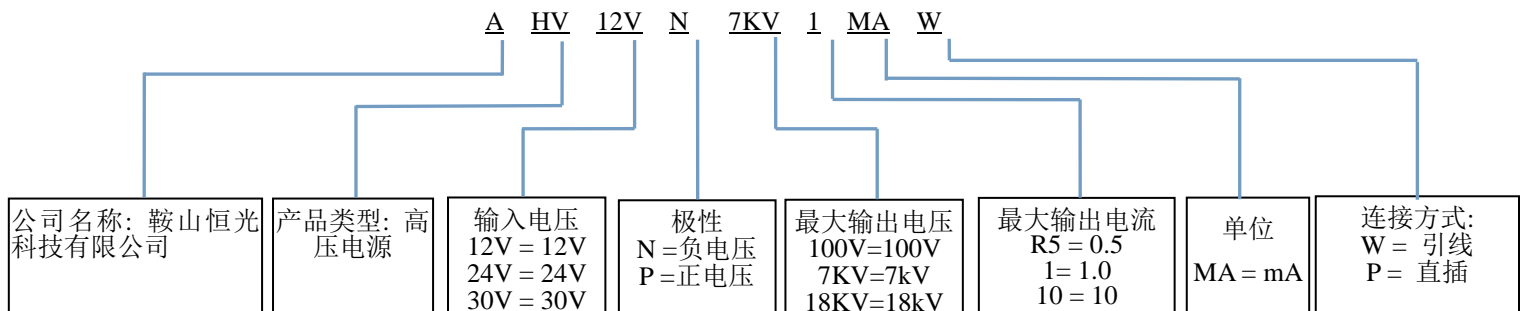 A HV 12V N 7KV 1 MA W
公司名称: 鞍山恒光
科技有限公司
产品类型: 高
压电源
输入电压
12V = 12V
24V = 24V
30V = 30V
极性
N =负电压
P =正电压
最大输出电压
100V=100V
7KV=7kV
18KV=18kV
最大输出电流
R5 = 0.5
1= 1.0
10 = 10
单位
MA = mA
连接方式:
W = 引线
P = 直插